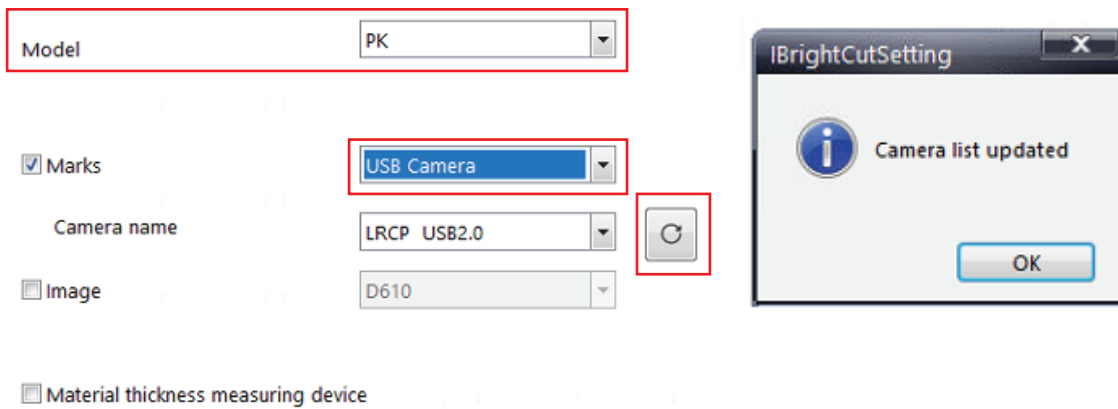 Model
PK
IBrightCutSetting
X
Marks
USB Camera
Camera list updated
Camera name
LRCP USB2.0
OK
Image
D610
Material thickness measuring device